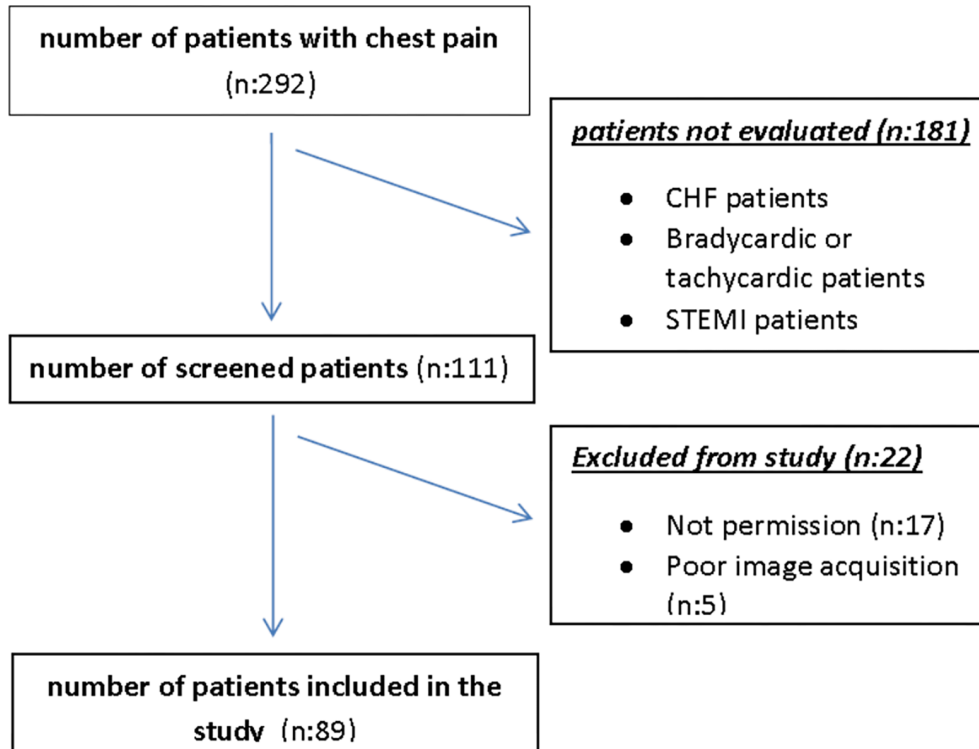 number of patients with chest pain
(n:292)
patients not evaluated (n:181)
• CHF patients
• Bradycardic or
tachycardic patients
• STEMI patients
number of screened patients (n:111)
Excluded from study (n:22)
• Not permission (n:17)
• Poor image acquisition
(n:5)
number of patients included in the
study (n:89)